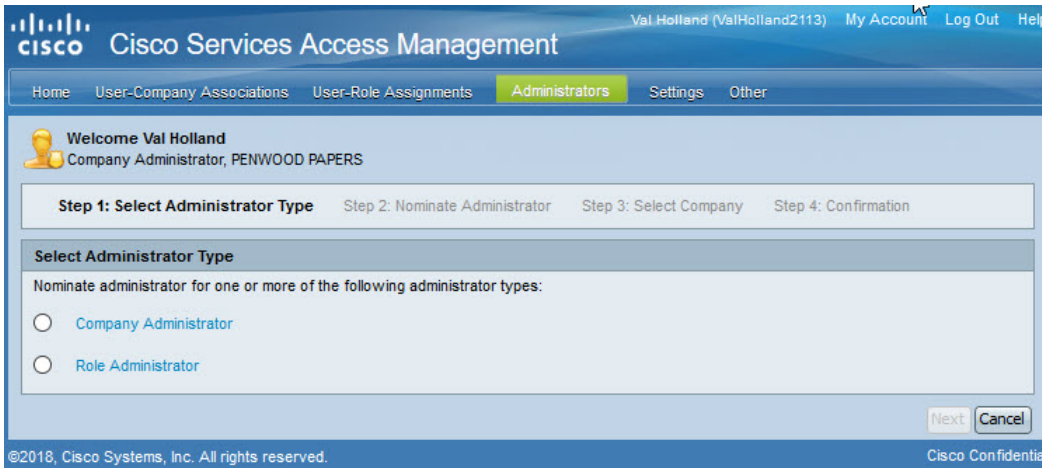 Val Holland (ValHolland2113) My Account Log Out Help
CISCO Cisco Services Access Management
Home User-Company Associations User-Role Assignments Administrators Settings Other
Welcome Val Holland
Company Administrator, PENWOOD PAPERS
Step 1: Select Administrator Type Step 2: Nominate Administrator Step 3: Select Company Step 4: Confirmation
Select Administrator Type
Nominate administrator for one or more of the following administrator types:
Company Administrator
Role Administrator
Next Cancel
©2018, Cisco Systems, Inc. All rights reserved. Cisco Confidentia